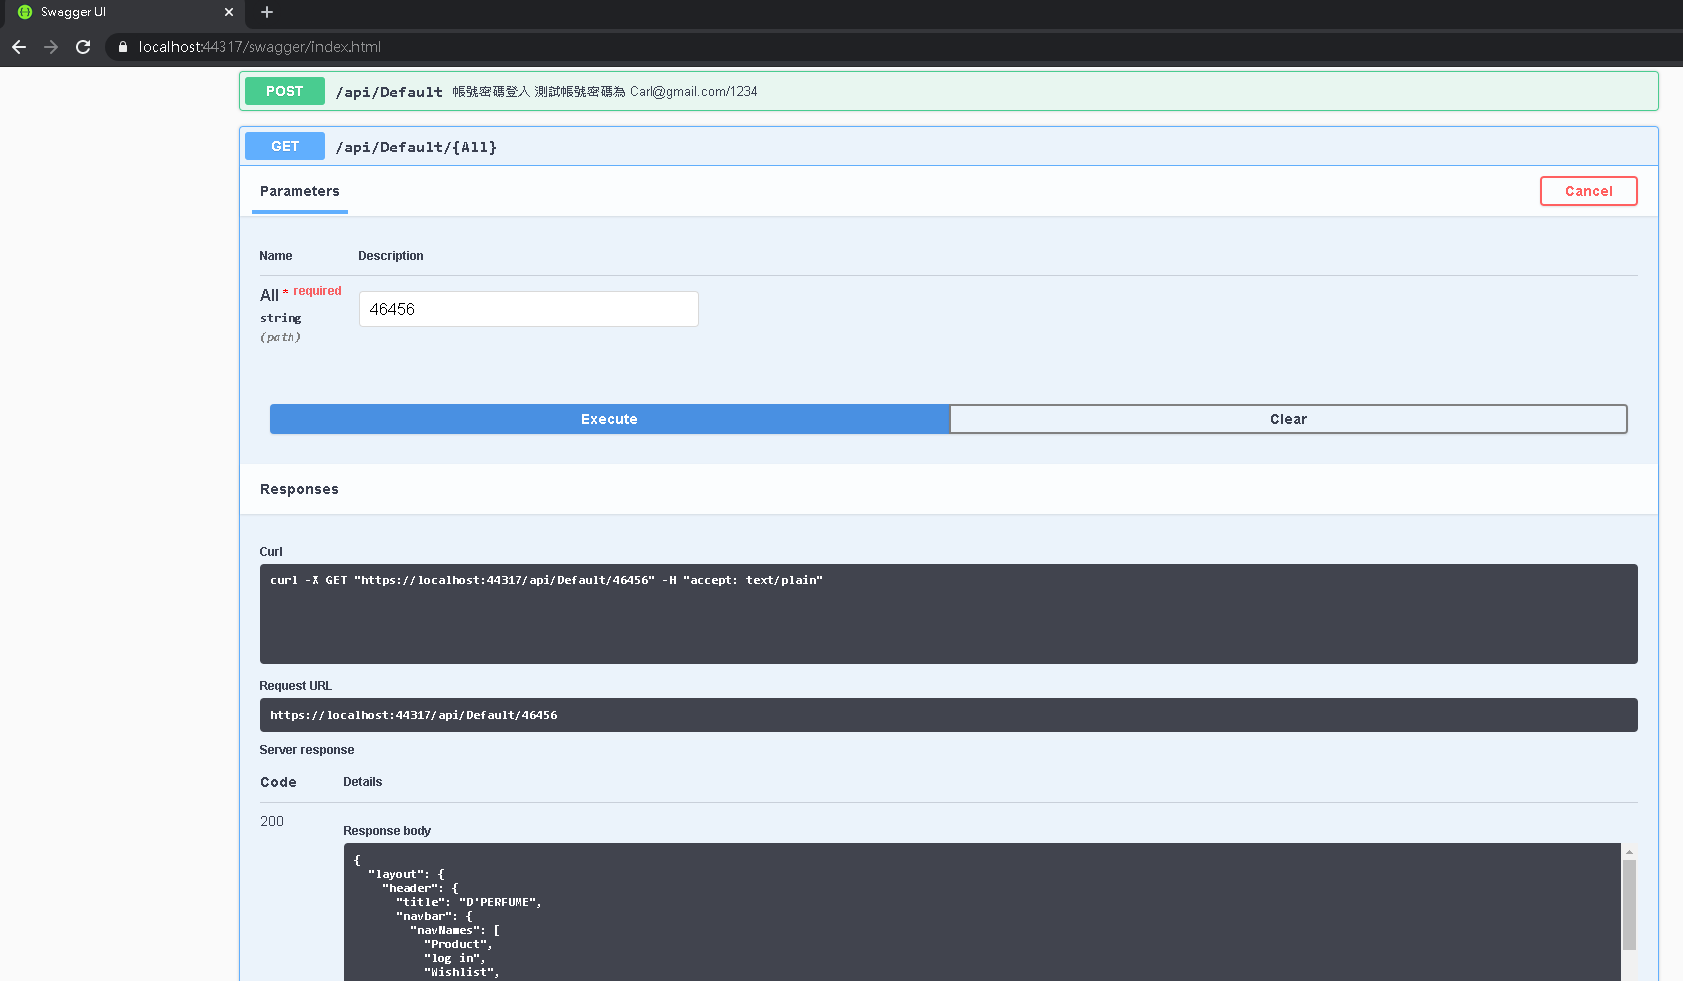 Swagger UI
localhost:44317/swagger/index.html
POST /api/Default 帳號密碼登入 測試帳號密碼為 Carl@gmail.com/1234
GET /api/Default/{All}
Parameters Cancel
Name Description
All * required
46456
string
(path)
Execute Clear
Responses
Curl
curl -X GET "https://localhost:44317/api/Default/46456" -H "accept: text/plain"
Request URL
https://localhost:44317/api/Default/46456
Server response
Code Details
200
Response body
{
"layout": {
"header": {
"title": "D'PERFUME",
"navbar": {
"navNames": [
"Product",
"log in",
"Wishlist",